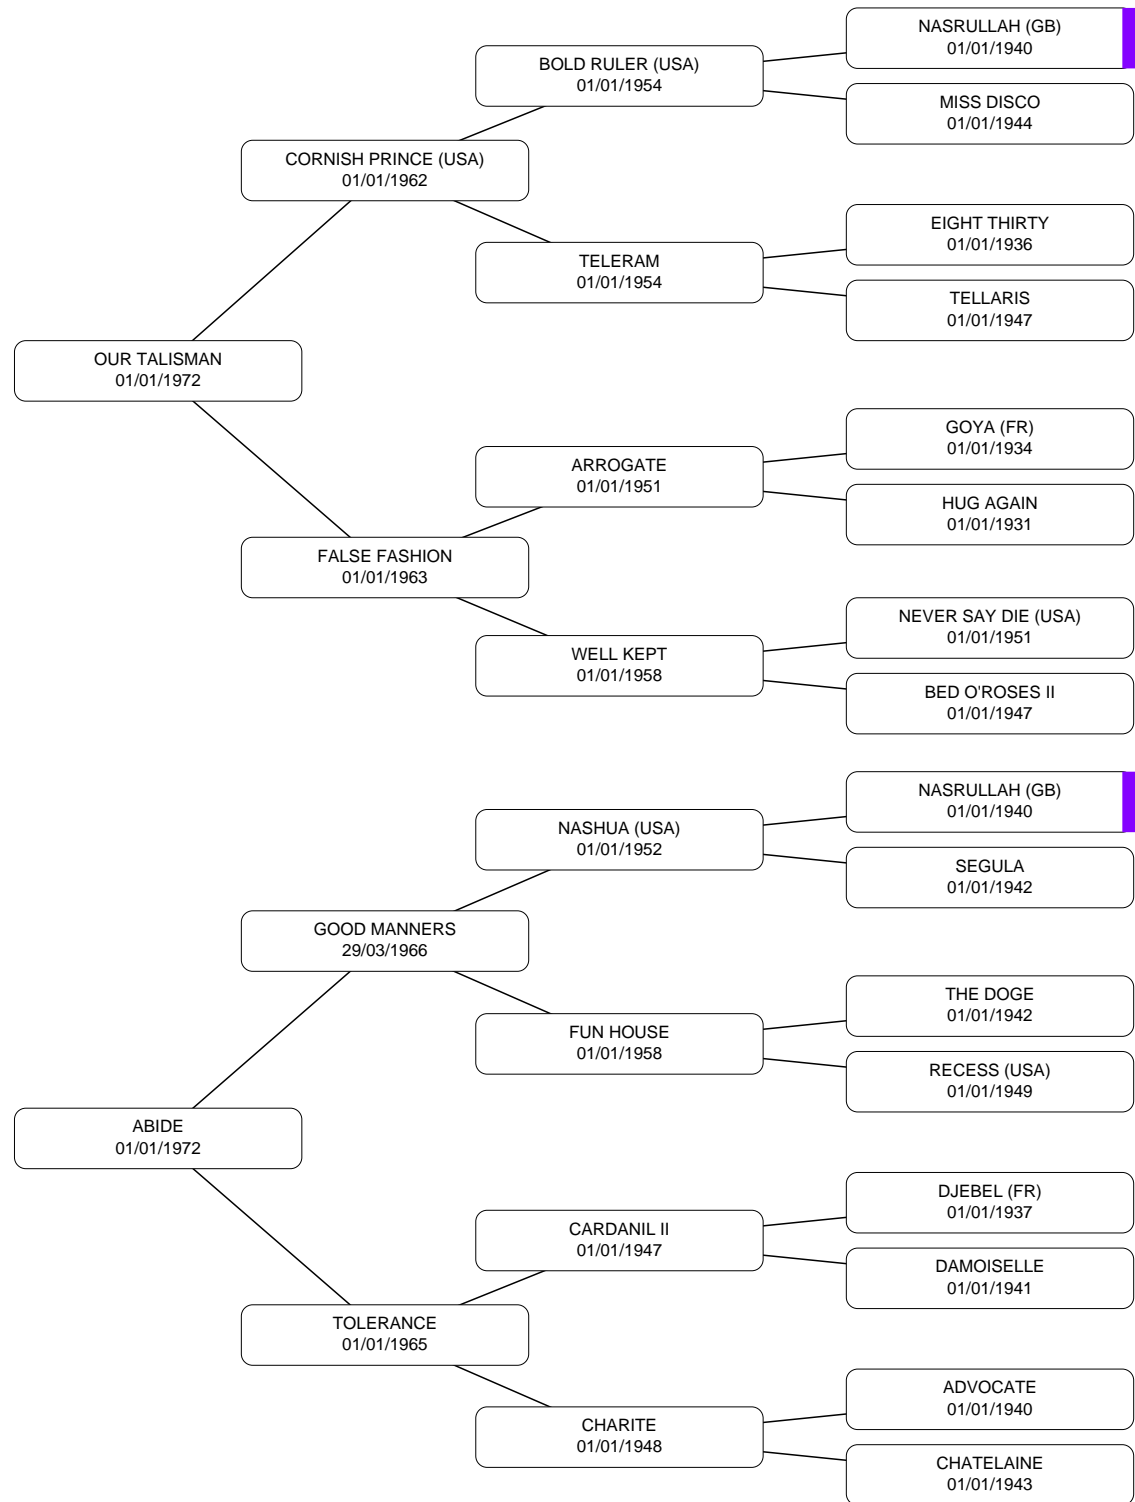 NASRULLAH (GB)
01/01/1940
BOLD RULER (USA)
01/01/1954
MISS DISCO
01/01/1944
CORNISH PRINCE (USA)
01/01/1962
EIGHT THIRTY
01/01/1936
TELERAM
01/01/1954
TELLARIS
01/01/1947
OUR TALISMAN
01/01/1972
GOYA (FR)
01/01/1934
ARROGATE
01/01/1951
HUG AGAIN
01/01/1931
FALSE FASHION
01/01/1963
NEVER SAY DIE (USA)
01/01/1951
WELL KEPT
01/01/1958
BED O'ROSES II
01/01/1947
NASRULLAH (GB)
01/01/1940
NASHUA (USA)
01/01/1952
SEGULA
01/01/1942
GOOD MANNERS
29/03/1966
THE DOGE
01/01/1942
FUN HOUSE
01/01/1958
RECESS (USA)
01/01/1949
ABIDE
01/01/1972
DJEBEL (FR)
01/01/1937
CARDANIL II
01/01/1947
DAMOISELLE
01/01/1941
TOLERANCE
01/01/1965
ADVOCATE
01/01/1940
CHARITE
01/01/1948
CHATELAINE
01/01/1943